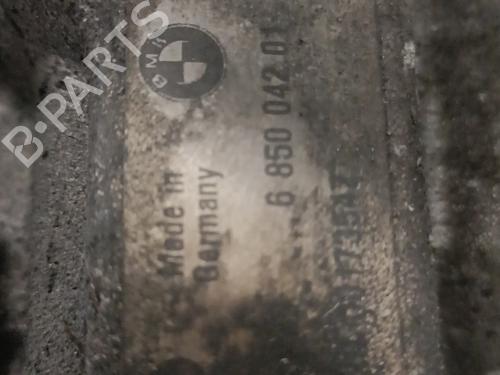 B-PARTS
BMW
6 850 042.01
Made in
Germany